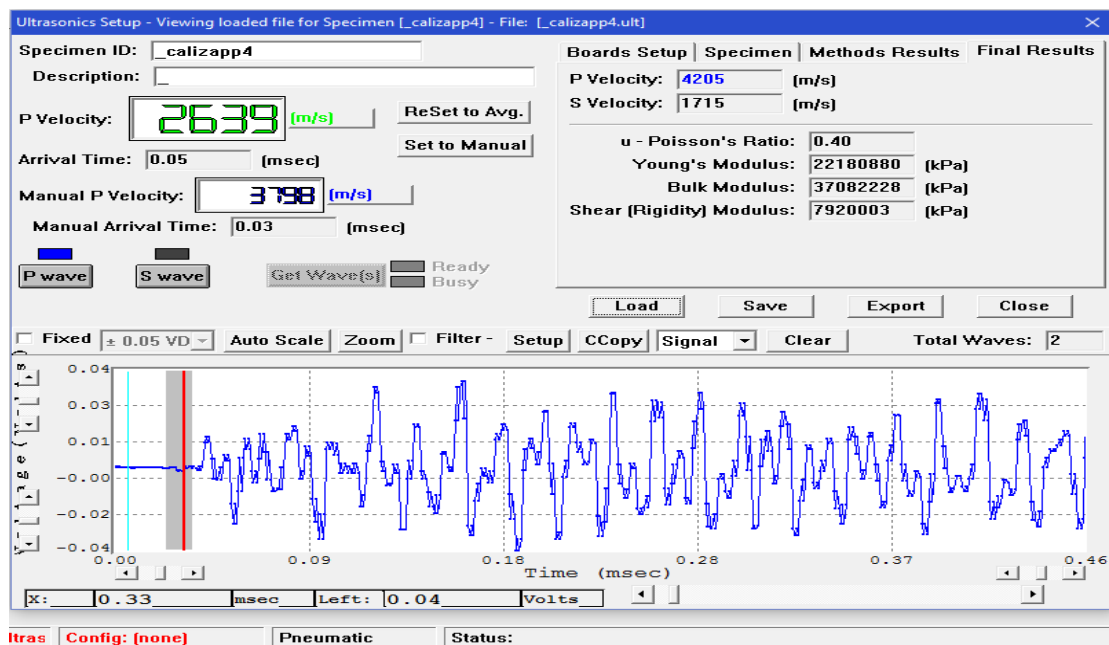 Ultrasonics Setup - Viewing loaded file for Specimen [_calizapp4] - File: [_calizapp4.ult]
Specimen ID: _calizapp4
Description: _
P Velocity: 2639 (m/s)
ReSet to Avg.
Set to Manual
Arrival Time: 0.05 (msec)
Manual P Velocity: 3798 (m/s)
Manual Arrival Time: 0.03 (msec)
P wave S wave Get Wave(s) Ready
Busy
Boards Setup Specimen Methods Results Final Results
P Velocity: 4205 (m/s)
S Velocity: 1715 (m/s)
u - Poisson's Ratio: 0.40
Young's Modulus: 22180880 (kPa)
Bulk Modulus: 37082228 (kPa)
Shear (Rigidity) Modulus: 7920003 (kPa)
Load Save Export Close
Fixed ± 0.05 VD Auto Scale Zoom Filter - Setup CCopy Signal Clear Total Waves: 2
0.04
0.03
0.01
-0.00
-0.02
-0.04
0.00 0.09 0.18 0.28 0.37 0.46
Time (msec)
X: 0.33 msec Left: 0.04 Volts
ltras Config: (none) Pneumatic Status: